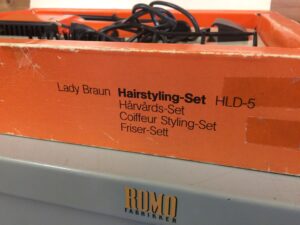 Lady Braun Hairstyling-Set HLD-5
Hårvårds-Set
Coiffeur Styling-Set
Friser-Sett
ROMO
FABRIKKER